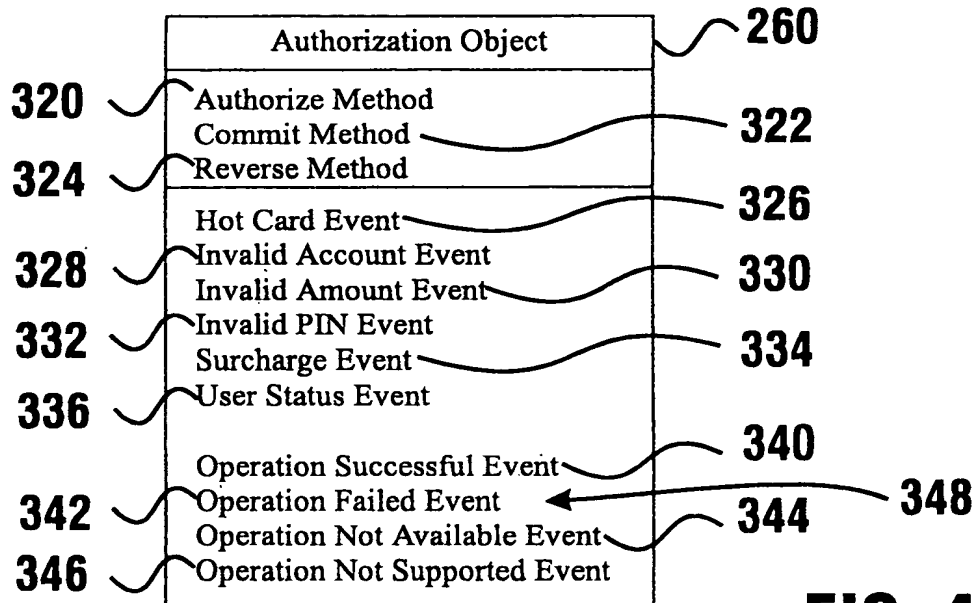 Authorization Object 260
320 Authorize Method
Commit Method 322
324 Reverse Method
Hot Card Event 326
328 Invalid Account Event
Invalid Amount Event 330
332 Invalid PIN Event
Surcharge Event 334
336 User Status Event
Operation Successful Event 340
342 Operation Failed Event 348
Operation Not Available Event 344
346 Operation Not Supported Event